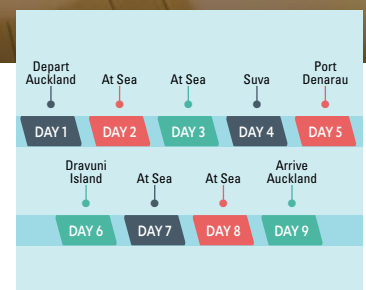 Depart
Auckland
At Sea
At Sea
Suva
Port
Denarau
DAY 1
DAY 2
DAY 3
DAY 4
DAY 5
Dravuni
Island
At Sea
At Sea
Arrive
Auckland
DAY 6
DAY 7
DAY 8
DAY 9